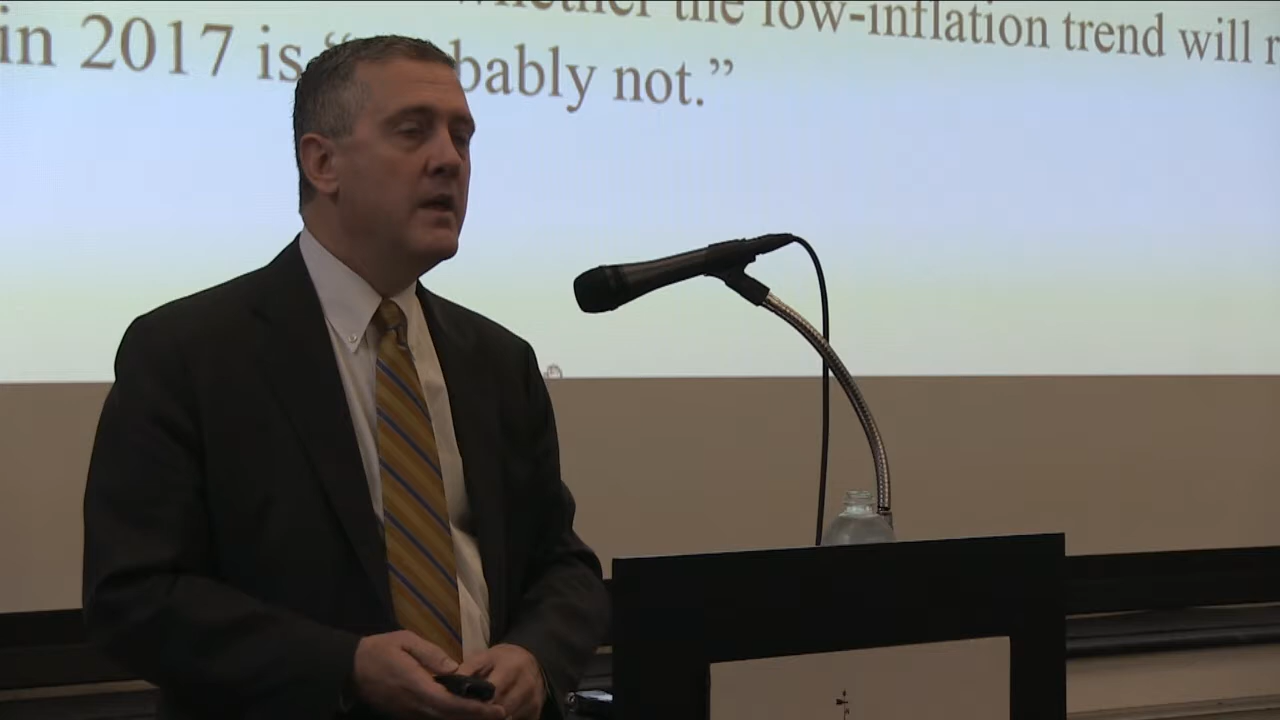 whether the low-inflation trend will
in 2017 is “ bably not.”